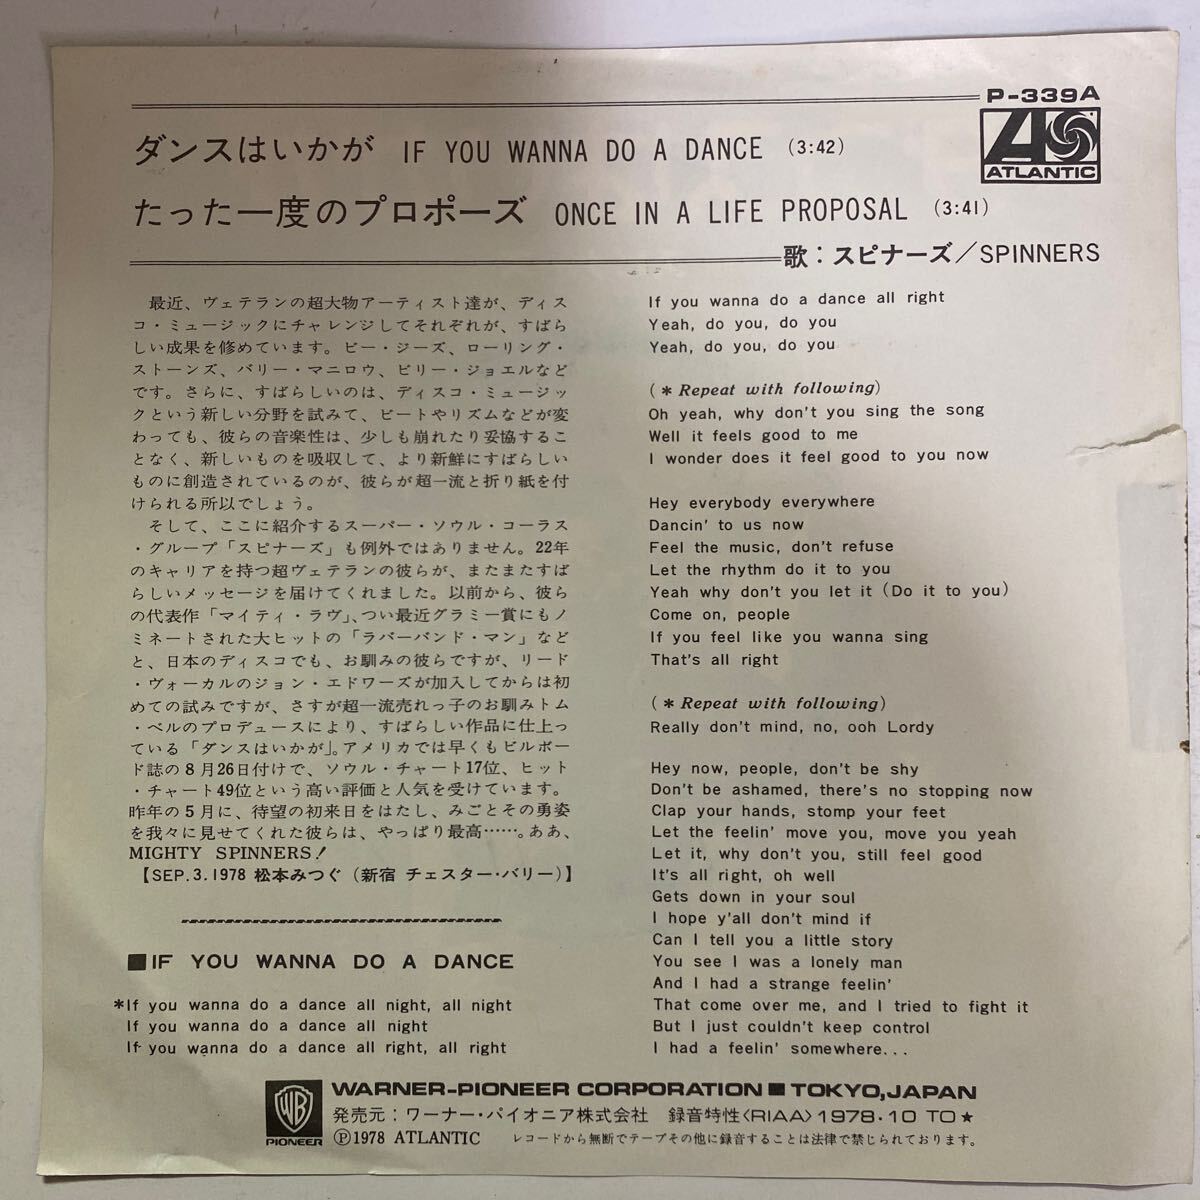 P-339A
ダンスはいかが IF YOU WANNA DO A DANCE (3:42)
ATLANTIC
たった一度のプロポーズ ONCE IN A LIFE PROPOSAL (3:41)
歌：スピナーズ／SPINNERS
最近、ヴェテランの超大物アーティスト達が、ディス
コ・ミュージックにチャレンジしてそれぞれが、すばら
しい成果を修めています。ビー・ジーズ、ローリング・
ストーンズ、バリー・マニロウ、ビリー・ジョエルなど
です。さらに、すばらしいのは、ディスコ・ミュージッ
クという新しい分野を試みて、ビートやリズムなどが変
わっても、彼らの音楽性は、少しも崩れたり妥協するこ
となく、新しいものを吸収して、より新鮮にすばらしい
ものに創造されているのが、彼らが超一流と折り紙を付
けられる所以でしょう。
そして、ここに紹介するスーパー・ソウル・コーラス
・グループ「スピナーズ」も例外ではありません。22年
のキャリアを持つ超ヴェテランの彼らが、またまたすば
らしいメッセージを届けてくれました。以前から、彼ら
の代表作「マイティ・ラヴ」、つい最近グラミー賞にもノ
ミネートされた大ヒットの「ラバーバンド・マン」など
と、日本のディスコでも、お馴みの彼らですが、リード
・ヴォーカルのジョン・エドワーズが加入してからは初
めての試みですが、さすが超一流売れっ子のお馴みトム
・ベルのプロデュースにより、すばらしい作品に仕上っ
ている「ダンスはいかが」。アメリカでは早くもビルボー
ド誌の8月26日付けで、ソウル・チャート17位、ヒット
・チャート49位という高い評価と人気を受けています。
昨年の5月に、待望の初来日をはたし、みごとその勇姿
を我々に見せてくれた彼らは、やっぱり最高……。ああ、
MIGHTY SPINNERS!
【SEP.3.1978 松本みつぐ（新宿 チェスター・バリー）】
■IF YOU WANNA DO A DANCE
*If you wanna do a dance all night, all night
If you wanna do a dance all night
If you wanna do a dance all right, all right
If you wanna do a dance all right
Yeah, do you, do you
Yeah, do you, do you
(* Repeat with following)
Oh yeah, why don't you sing the song
Well it feels good to me
I wonder does it feel good to you now
Hey everybody everywhere
Dancin' to us now
Feel the music, don't refuse
Let the rhythm do it to you
Yeah why don't you let it (Do it to you)
Come on, people
If you feel like you wanna sing
That's all right
(* Repeat with following)
Really don't mind, no, ooh Lordy
Hey now, people, don't be shy
Don't be ashamed, there's no stopping now
Clap your hands, stomp your feet
Let the feelin' move you, move you yeah
Let it, why don't you, still feel good
It's all right, oh well
Gets down in your soul
I hope y'all don't mind if
Can I tell you a little story
You see I was a lonely man
And I had a strange feelin'
That come over me, and I tried to fight it
But I just couldn't keep control
I had a feelin' somewhere...
WB
PIONEER
WARNER-PIONEER CORPORATION ■ TOKYO, JAPAN
発売元：ワーナー・パイオニア株式会社 録音特性〈RIAA〉1978・10 TO★
Ⓟ1978 ATLANTIC レコードから無断でテープその他に録音することは法律で禁じられております。